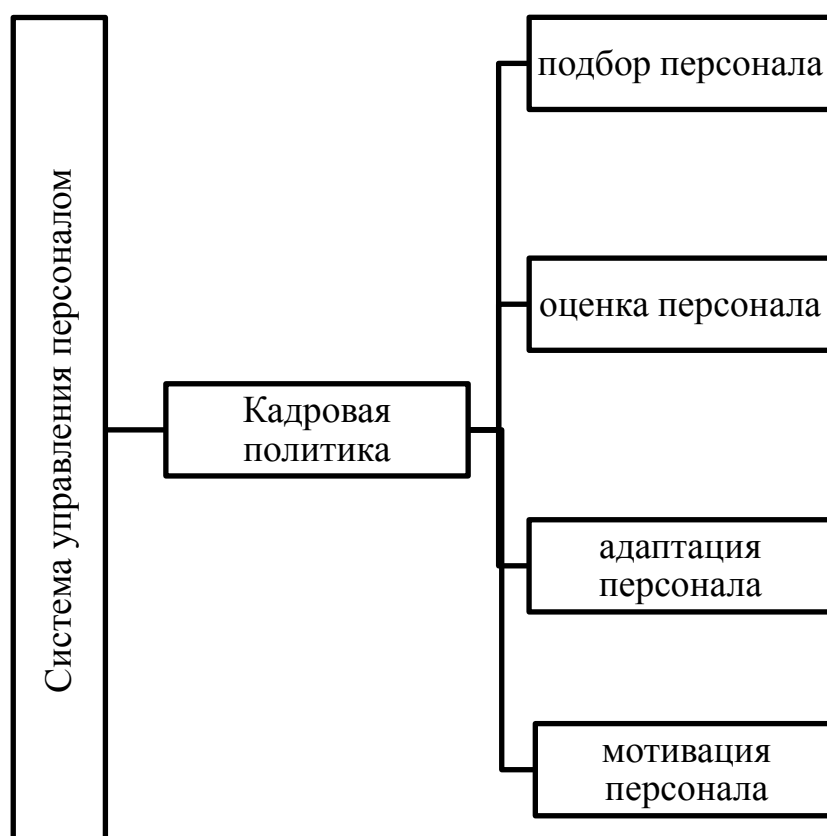 Система управления персоналом
Кадровая
политика
подбор персонала
оценка персонала
адаптация
персонала
мотивация
персонала